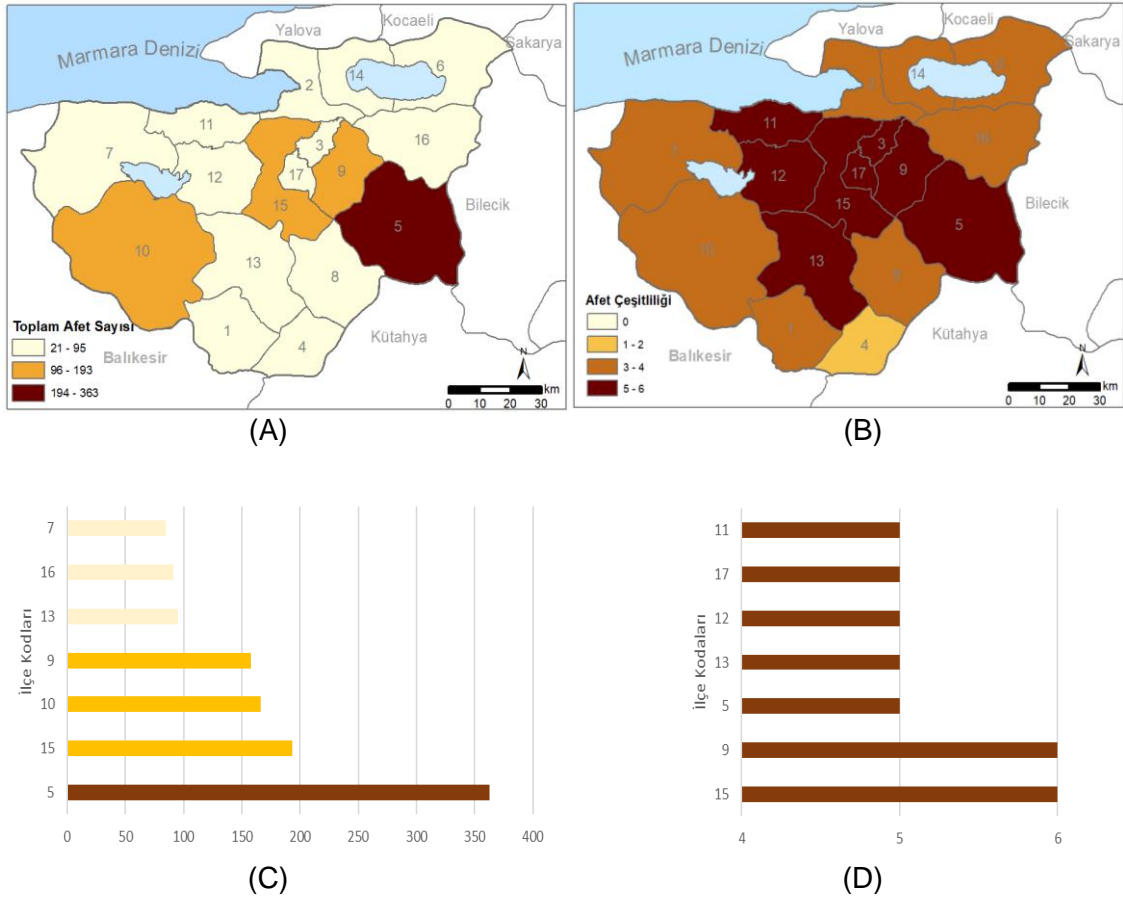 Kocaeli
Yalova
Sakarya
Marmara Denizi
6
14
2
11
16
7
3
12
9
17
15
5
Bilecik
10
13
8
Toplam Afet Sayısı
1
4
Kütahya
Balıkesir
21 - 95
96 - 193
194 - 363
N
km
0 10 20 30
(A)
Kocaeli
Yalova
Sakarya
Marmara Denizi
14
11
16
3
12
9
17
15
5
Bilecik
13
Afet Çeşitliliği
0
1 - 2
3 - 4
5 - 6
4
Kütahya
Balıkesir
N
km
0 10 20 30
(B)
İlçe Kodları
7
16
13
9
10
15
5
0 50 100 150 200 250 300 350 400
(C)
İlçe Kodaları
11
17
12
13
5
9
15
4 5 6
(D)